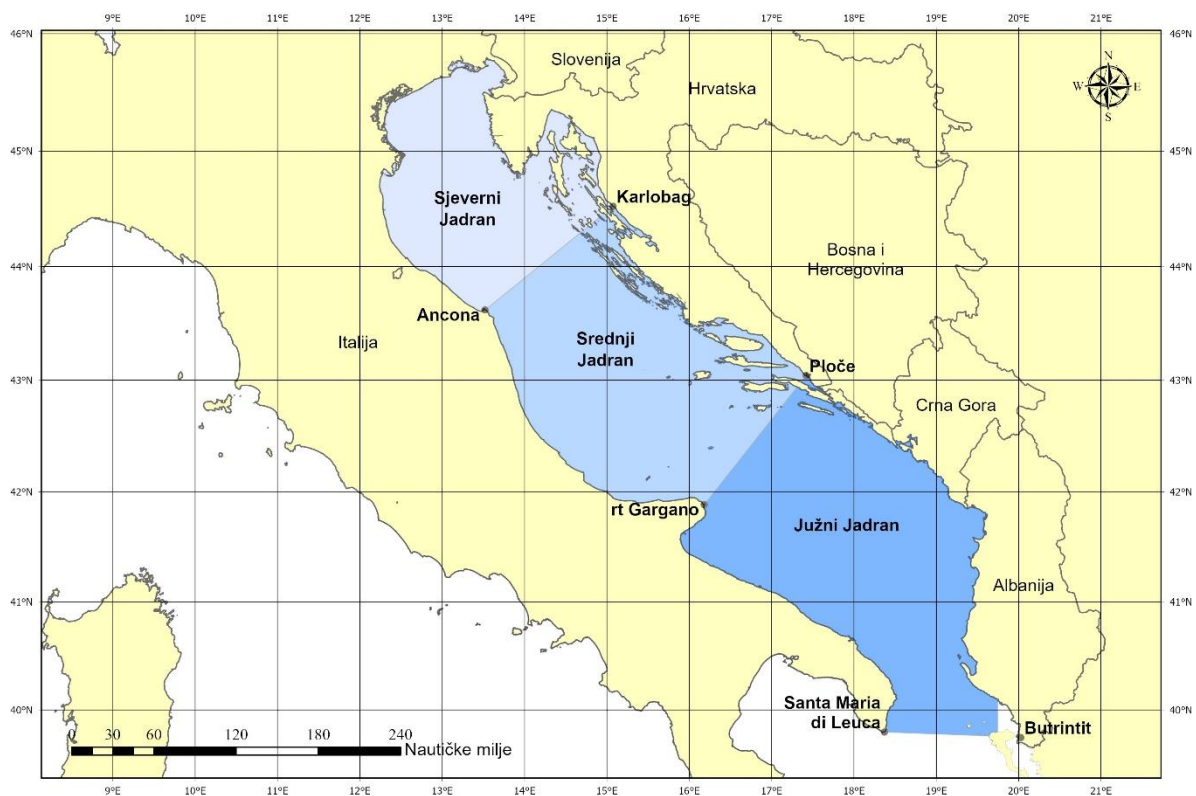 9°E 10°E 11°E 12°E 13°E 14°E 15°E 16°E 17°E 18°E 19°E 20°E 21°E
46°N 46°N
Slovenija
Hrvatska
N
W E
S
45°N 45°N
Sjeverni
Jadran
Karlobag
Bosna i
Hercegovina
44°N 44°N
Ancona
Italija
Srednji
Jadran
Ploče
43°N 43°N
Crna Gora
42°N 42°N
rt Gargano
Južni Jadran
Albanija
41°N 41°N
40°N 40°N
Santa Maria
di Leuca
Butrintit
0 30 60 120 180 240
Nautičke milje
9°E 10°E 11°E 12°E 13°E 14°E 15°E 16°E 17°E 18°E 19°E 20°E 21°E